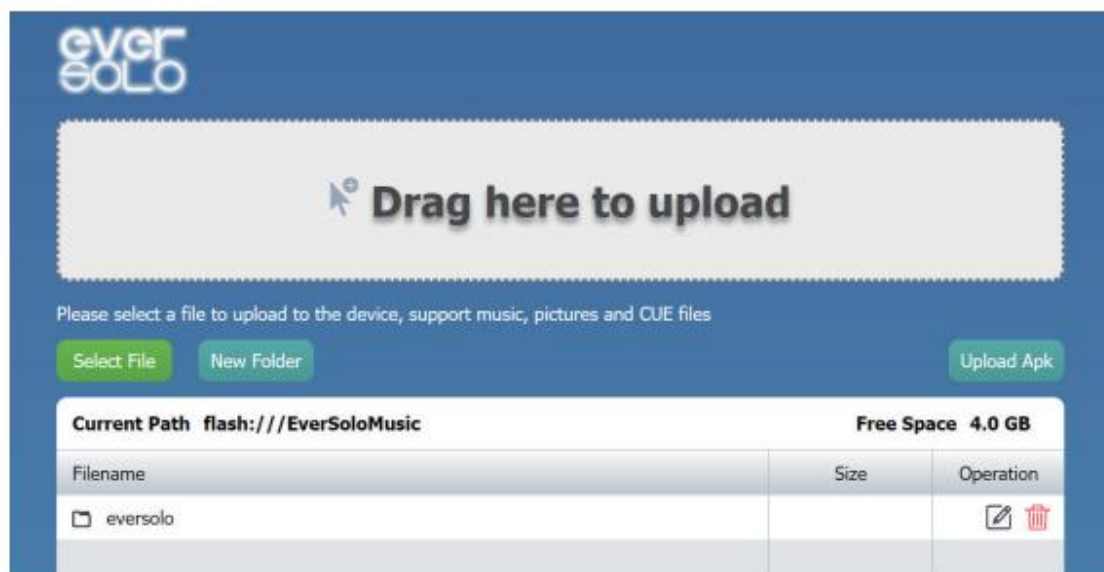 ever
SOLO
Drag here to upload
Please select a file to upload to the device, support music, pictures and CUE files
Select File New Folder Upload Apk
Current Path flash:///EverSoloMusic Free Space 4.0 GB
Filename Size Operation
eversolo